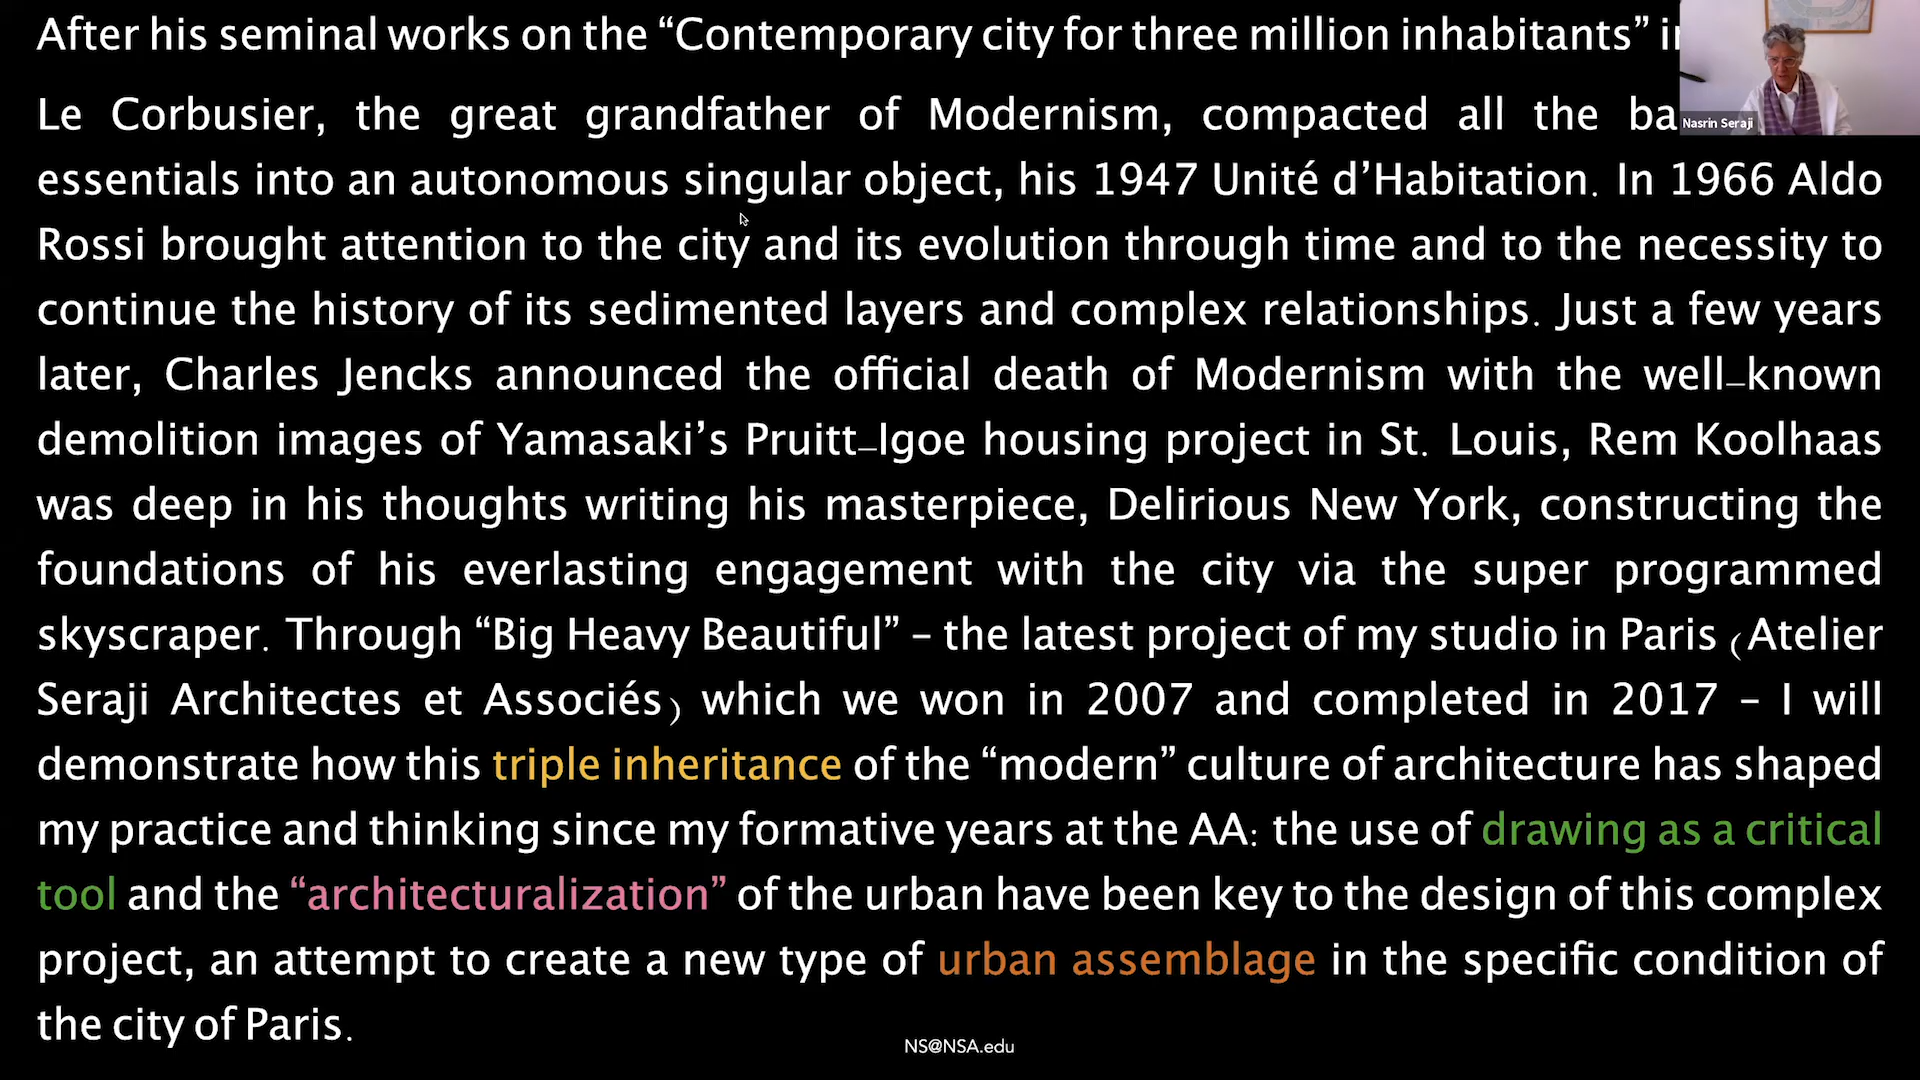 After his seminal works on the “Contemporary city for three million inhabitants”
Le Corbusier, the great grandfather of Modernism, compacted all the
Nasrin Seraji
essentials into an autonomous singular object, his 1947 Unité d’Habitation. In 1966 Aldo
Rossi brought attention to the city and its evolution through time and to the necessity to
continue the history of its sedimented layers and complex relationships. Just a few years
later, Charles Jencks announced the official death of Modernism with the well-known
demolition images of Yamasaki’s Pruitt-Igoe housing project in St. Louis, Rem Koolhaas
was deep in his thoughts writing his masterpiece, Delirious New York, constructing the
foundations of his everlasting engagement with the city via the super programmed
skyscraper. Through “Big Heavy Beautiful” – the latest project of my studio in Paris (Atelier
Seraji Architectes et Associés) which we won in 2007 and completed in 2017 – I will
demonstrate how this triple inheritance of the “modern” culture of architecture has shaped
my practice and thinking since my formative years at the AA: the use of drawing as a critical
tool and the “architecturalization” of the urban have been key to the design of this complex
project, an attempt to create a new type of urban assemblage in the specific condition of
the city of Paris.
NS@NSA.edu